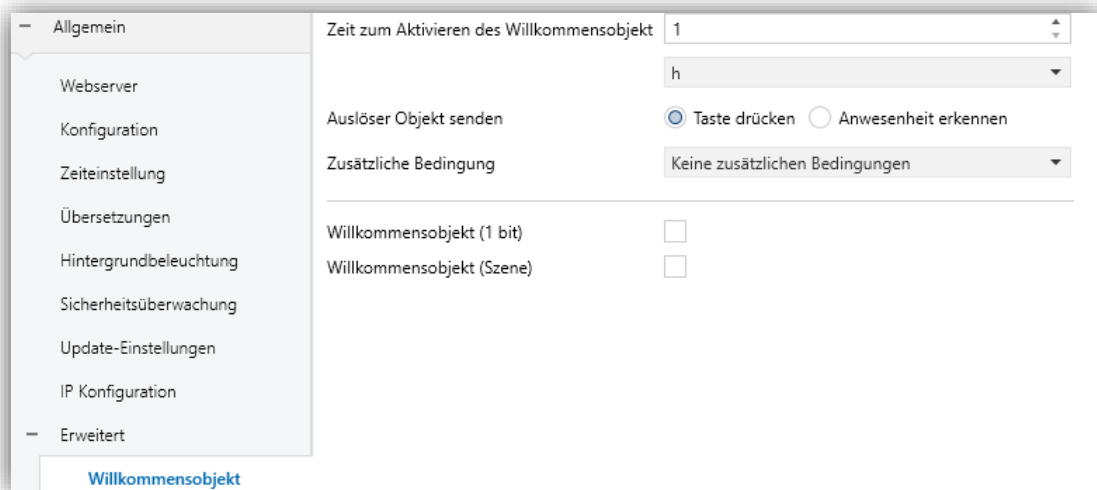 Allgemein
Webserver
Konfiguration
Zeiteinstellung
Übersetzungen
Hintergrundbeleuchtung
Sicherheitsüberwachung
Update-Einstellungen
IP Konfiguration
Erweitert
Willkommensobjekt
Zeit zum Aktivieren des Willkommensobjekt 1
h
Auslöser Objekt senden Taste drücken Anwesenheit erkennen
Zusätzliche Bedingung Keine zusätzlichen Bedingungen
Willkommensobjekt (1 bit)
Willkommensobjekt (Szene)